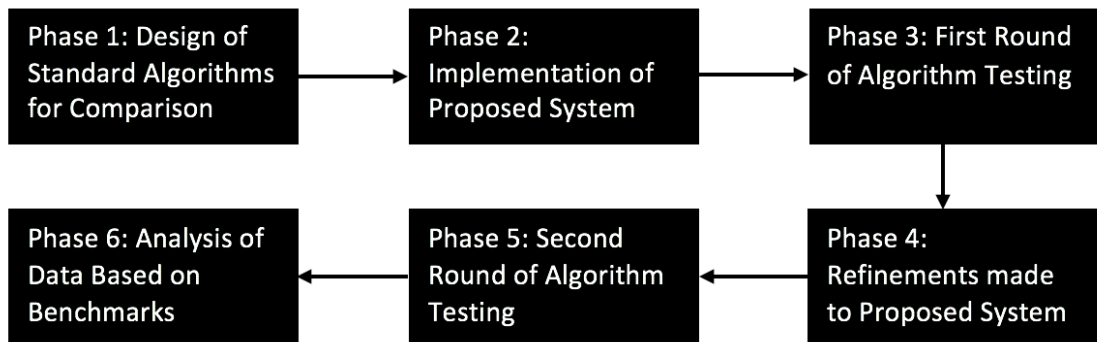 Phase 1: Design of
Standard Algorithms
for Comparison
Phase 2:
Implementation of
Proposed System
Phase 3: First Round
of Algorithm Testing
Phase 4:
Refinements made
to Proposed System
Phase 5: Second
Round of Algorithm
Testing
Phase 6: Analysis of
Data Based on
Benchmarks